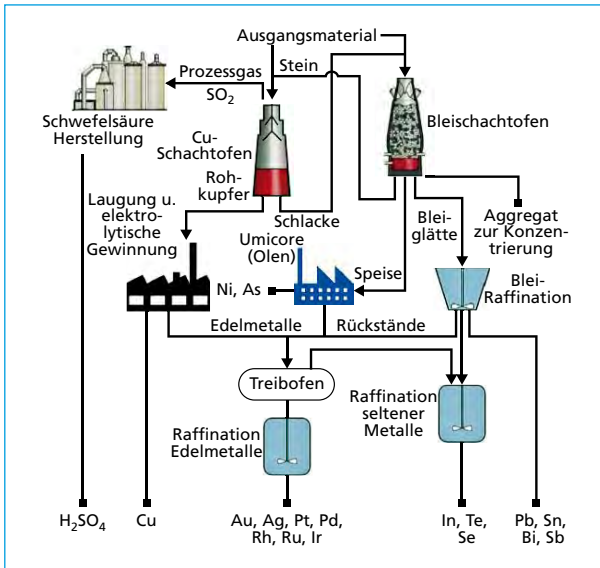 Ausgangsmaterial
Prozessgas
SO2
Stein
Schwefelsäure
Herstellung
Cu-
Schachtofen
Roh-
kupfer
Bleischachtofen
Laugung u.
elektro-
lytische
Gewinnung
Schlacke
Umicore
(Olen)
Blei-
glätte
Aggregat
zur Konzen-
trierung
Ni, As
Speise
Blei-
Raffination
Edelmetalle
Rückstände
Treibofen
Raffination
Edelmetalle
Raffination
seltener
Metalle
H2SO4
Cu
Au, Ag, Pt, Pd,
Rh, Ru, Ir
In, Te,
Se
Pb, Sn,
Bi, Sb